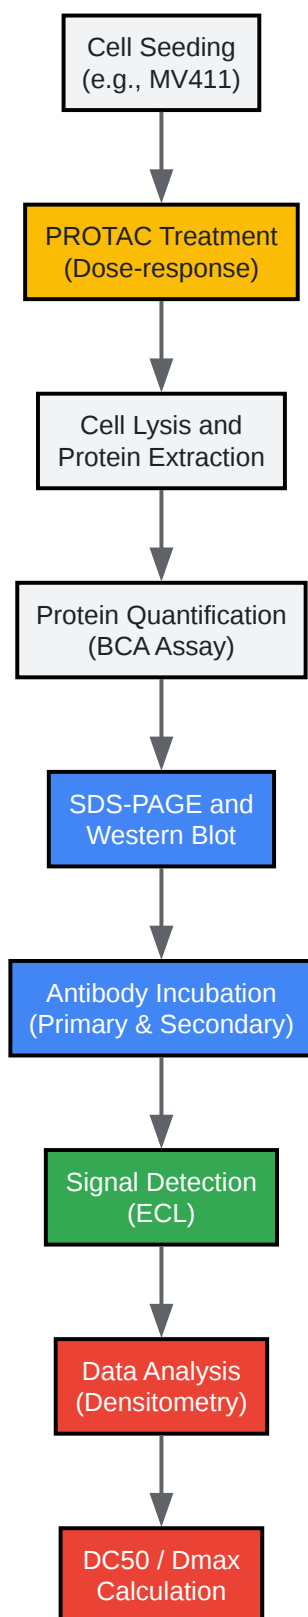 Cell Seeding
(e.g., MV411)
PROTAC Treatment
(Dose-response)
Cell Lysis and
Protein Extraction
Protein Quantification
(BCA Assay)
SDS-PAGE and
Western Blot
Antibody Incubation
(Primary & Secondary)
Signal Detection
(ECL)
Data Analysis
(Densitometry)
DC50 / Dmax
Calculation